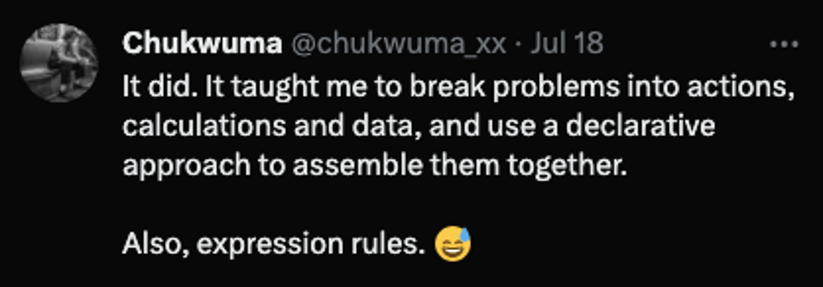 Chukwuma @chukwuma_xx · Jul 18 ...
It did. It taught me to break problems into actions,
calculations and data, and use a declarative
approach to assemble them together.
Also, expression rules. 😅